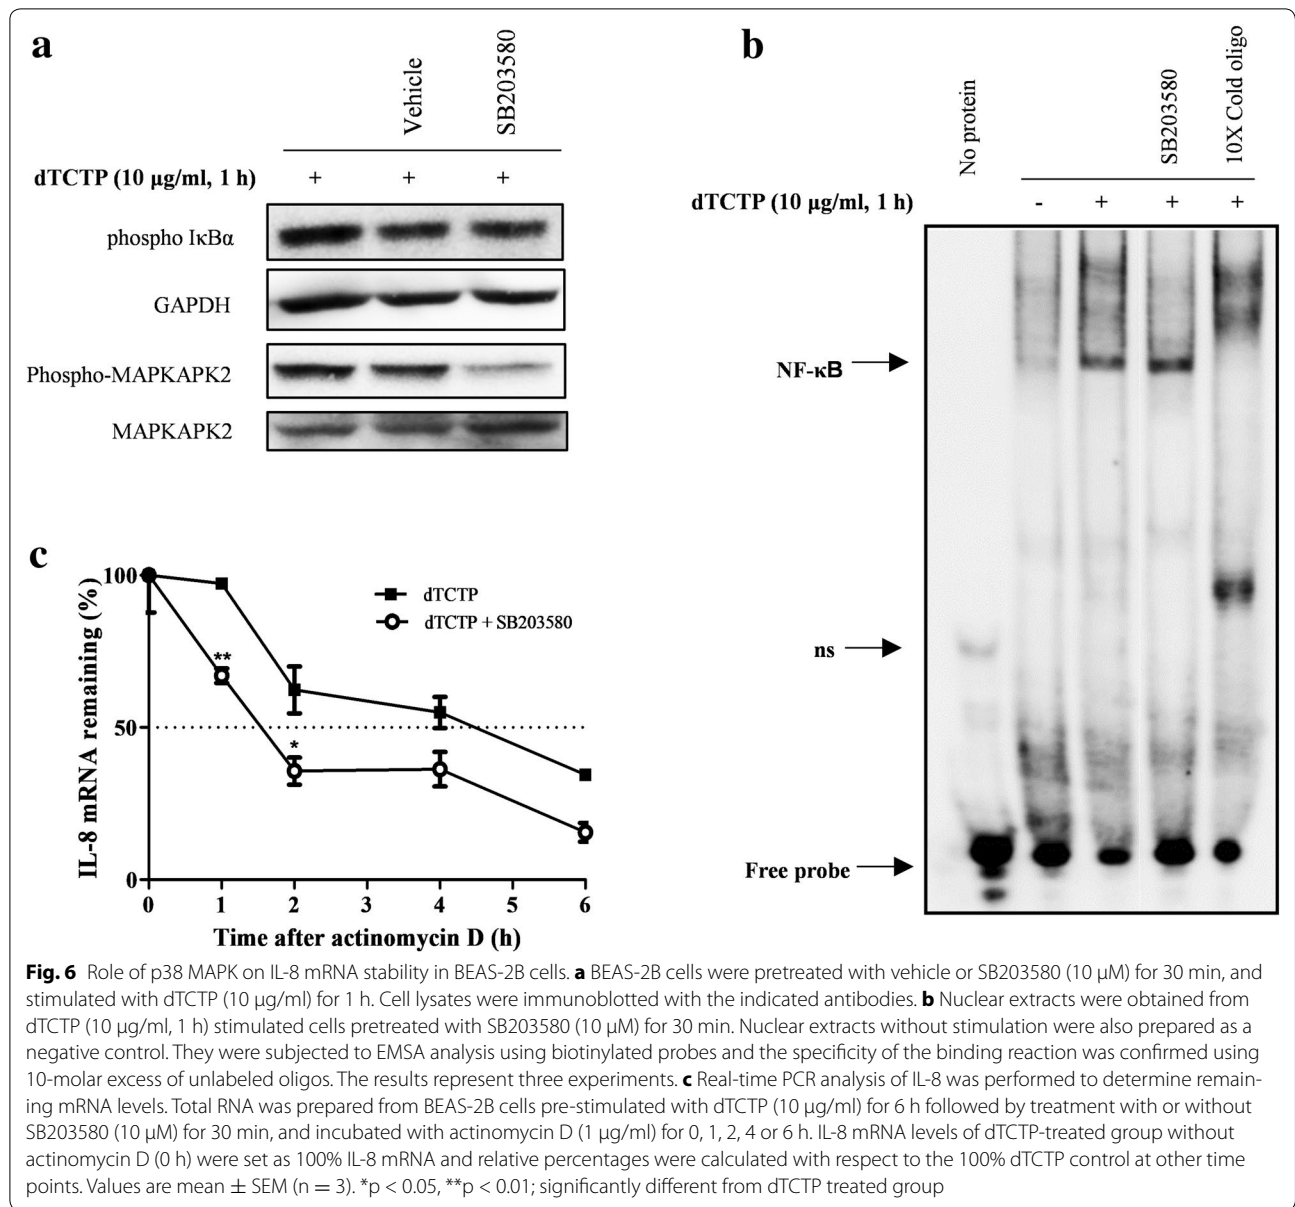 a
Vehicle
SB203580
dTCTP (10 µg/ml, 1 h)
+ + +
phospho IκBα
GAPDH
Phospho-MAPKAPK2
MAPKAPK2
b
No protein
SB203580
10X Cold oligo
dTCTP (10 µg/ml, 1 h)
- + + +
NF-κB
ns
Free probe
c
IL-8 mRNA remaining (%)
100
50
0
dTCTP
dTCTP + SB203580
**
*
0 1 2 3 4 5 6
Time after actinomycin D (h)
Fig. 6 Role of p38 MAPK on IL-8 mRNA stability in BEAS-2B cells. a BEAS-2B cells were pretreated with vehicle or SB203580 (10 µM) for 30 min, and
stimulated with dTCTP (10 µg/ml) for 1 h. Cell lysates were immunoblotted with the indicated antibodies. b Nuclear extracts were obtained from
dTCTP (10 µg/ml, 1 h) stimulated cells pretreated with SB203580 (10 µM) for 30 min. Nuclear extracts without stimulation were also prepared as a
negative control. They were subjected to EMSA analysis using biotinylated probes and the specificity of the binding reaction was confirmed using
10-molar excess of unlabeled oligos. The results represent three experiments. c Real-time PCR analysis of IL-8 was performed to determine remain-
ing mRNA levels. Total RNA was prepared from BEAS-2B cells pre-stimulated with dTCTP (10 µg/ml) for 6 h followed by treatment with or without
SB203580 (10 µM) for 30 min, and incubated with actinomycin D (1 µg/ml) for 0, 1, 2, 4 or 6 h. IL-8 mRNA levels of dTCTP-treated group without
actinomycin D (0 h) were set as 100% IL-8 mRNA and relative percentages were calculated with respect to the 100% dTCTP control at other time
points. Values are mean ± SEM (n = 3). *p < 0.05, **p < 0.01; significantly different from dTCTP treated group